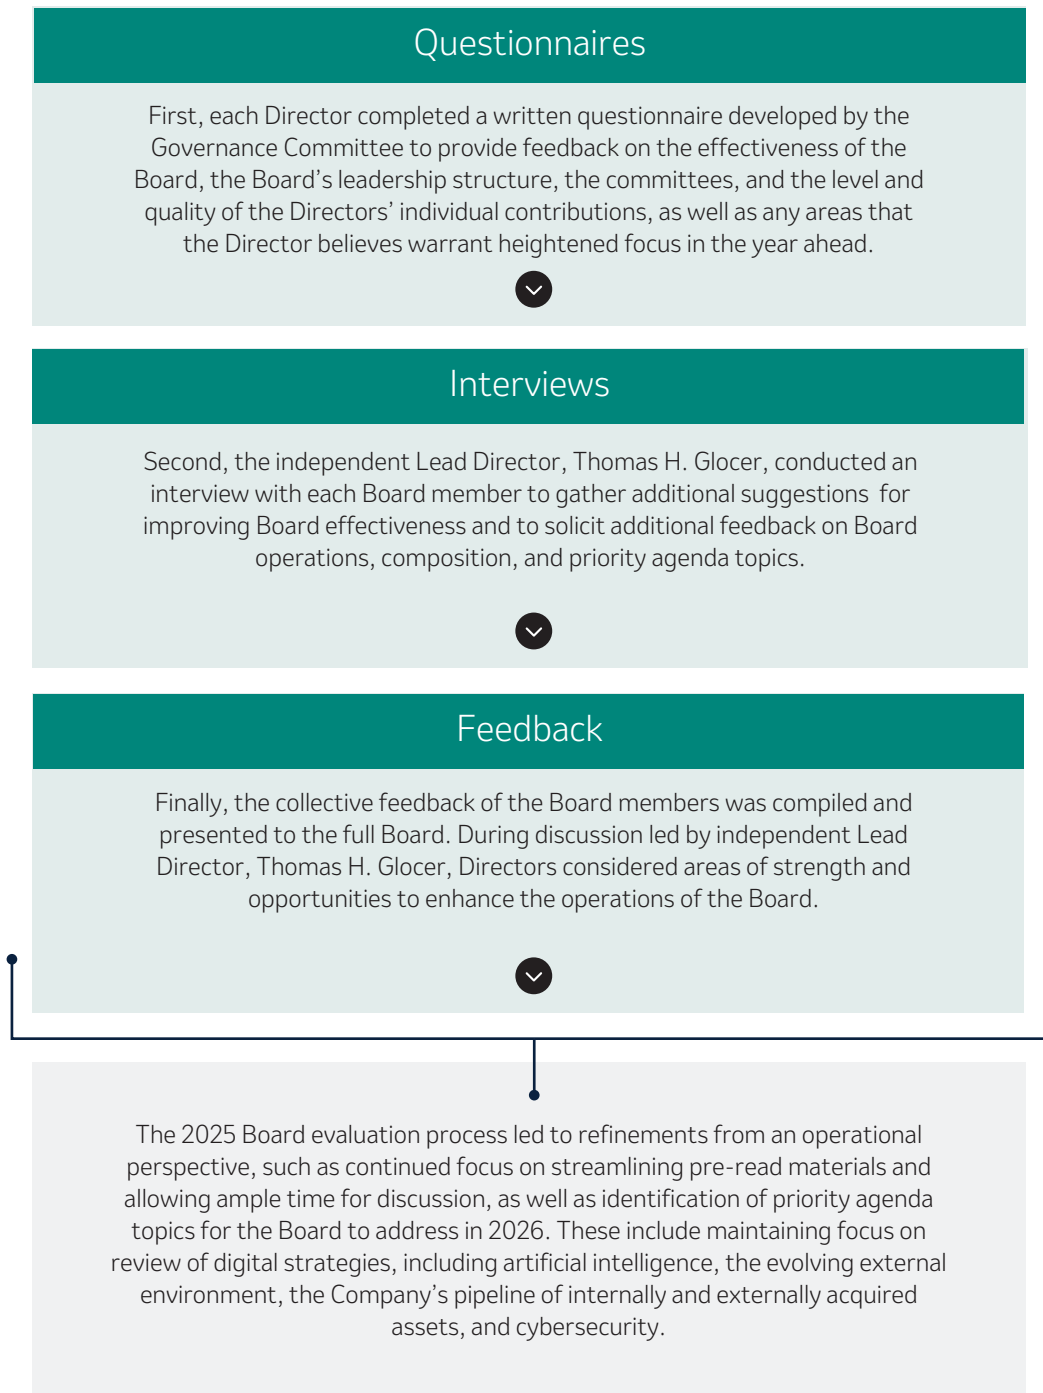 Questionnaires
First, each Director completed a written questionnaire developed by the
Governance Committee to provide feedback on the effectiveness of the
Board, the Board’s leadership structure, the committees, and the level and
quality of the Directors’ individual contributions, as well as any areas that
the Director believes warrant heightened focus in the year ahead.
Interviews
Second, the independent Lead Director, Thomas H. Glocer, conducted an
interview with each Board member to gather additional suggestions for
improving Board effectiveness and to solicit additional feedback on Board
operations, composition, and priority agenda topics.
Feedback
Finally, the collective feedback of the Board members was compiled and
presented to the full Board. During discussion led by independent Lead
Director, Thomas H. Glocer, Directors considered areas of strength and
opportunities to enhance the operations of the Board.
The 2025 Board evaluation process led to refinements from an operational
perspective, such as continued focus on streamlining pre-read materials and
allowing ample time for discussion, as well as identification of priority agenda
topics for the Board to address in 2026. These include maintaining focus on
review of digital strategies, including artificial intelligence, the evolving external
environment, the Company’s pipeline of internally and externally acquired
assets, and cybersecurity.